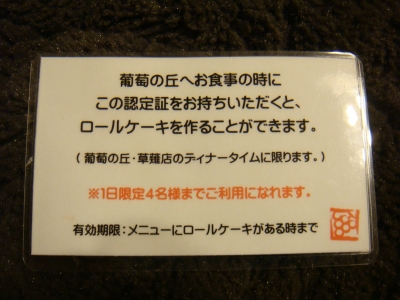 葡萄の丘へお食事の時に
この認定証をお持ちいただくと、
ロールケーキを作ることができます。
（葡萄の丘・草薙店のディナータイムに限ります。）
※1日限定4名様までご利用になれます。
有効期限：メニューにロールケーキがある時まで